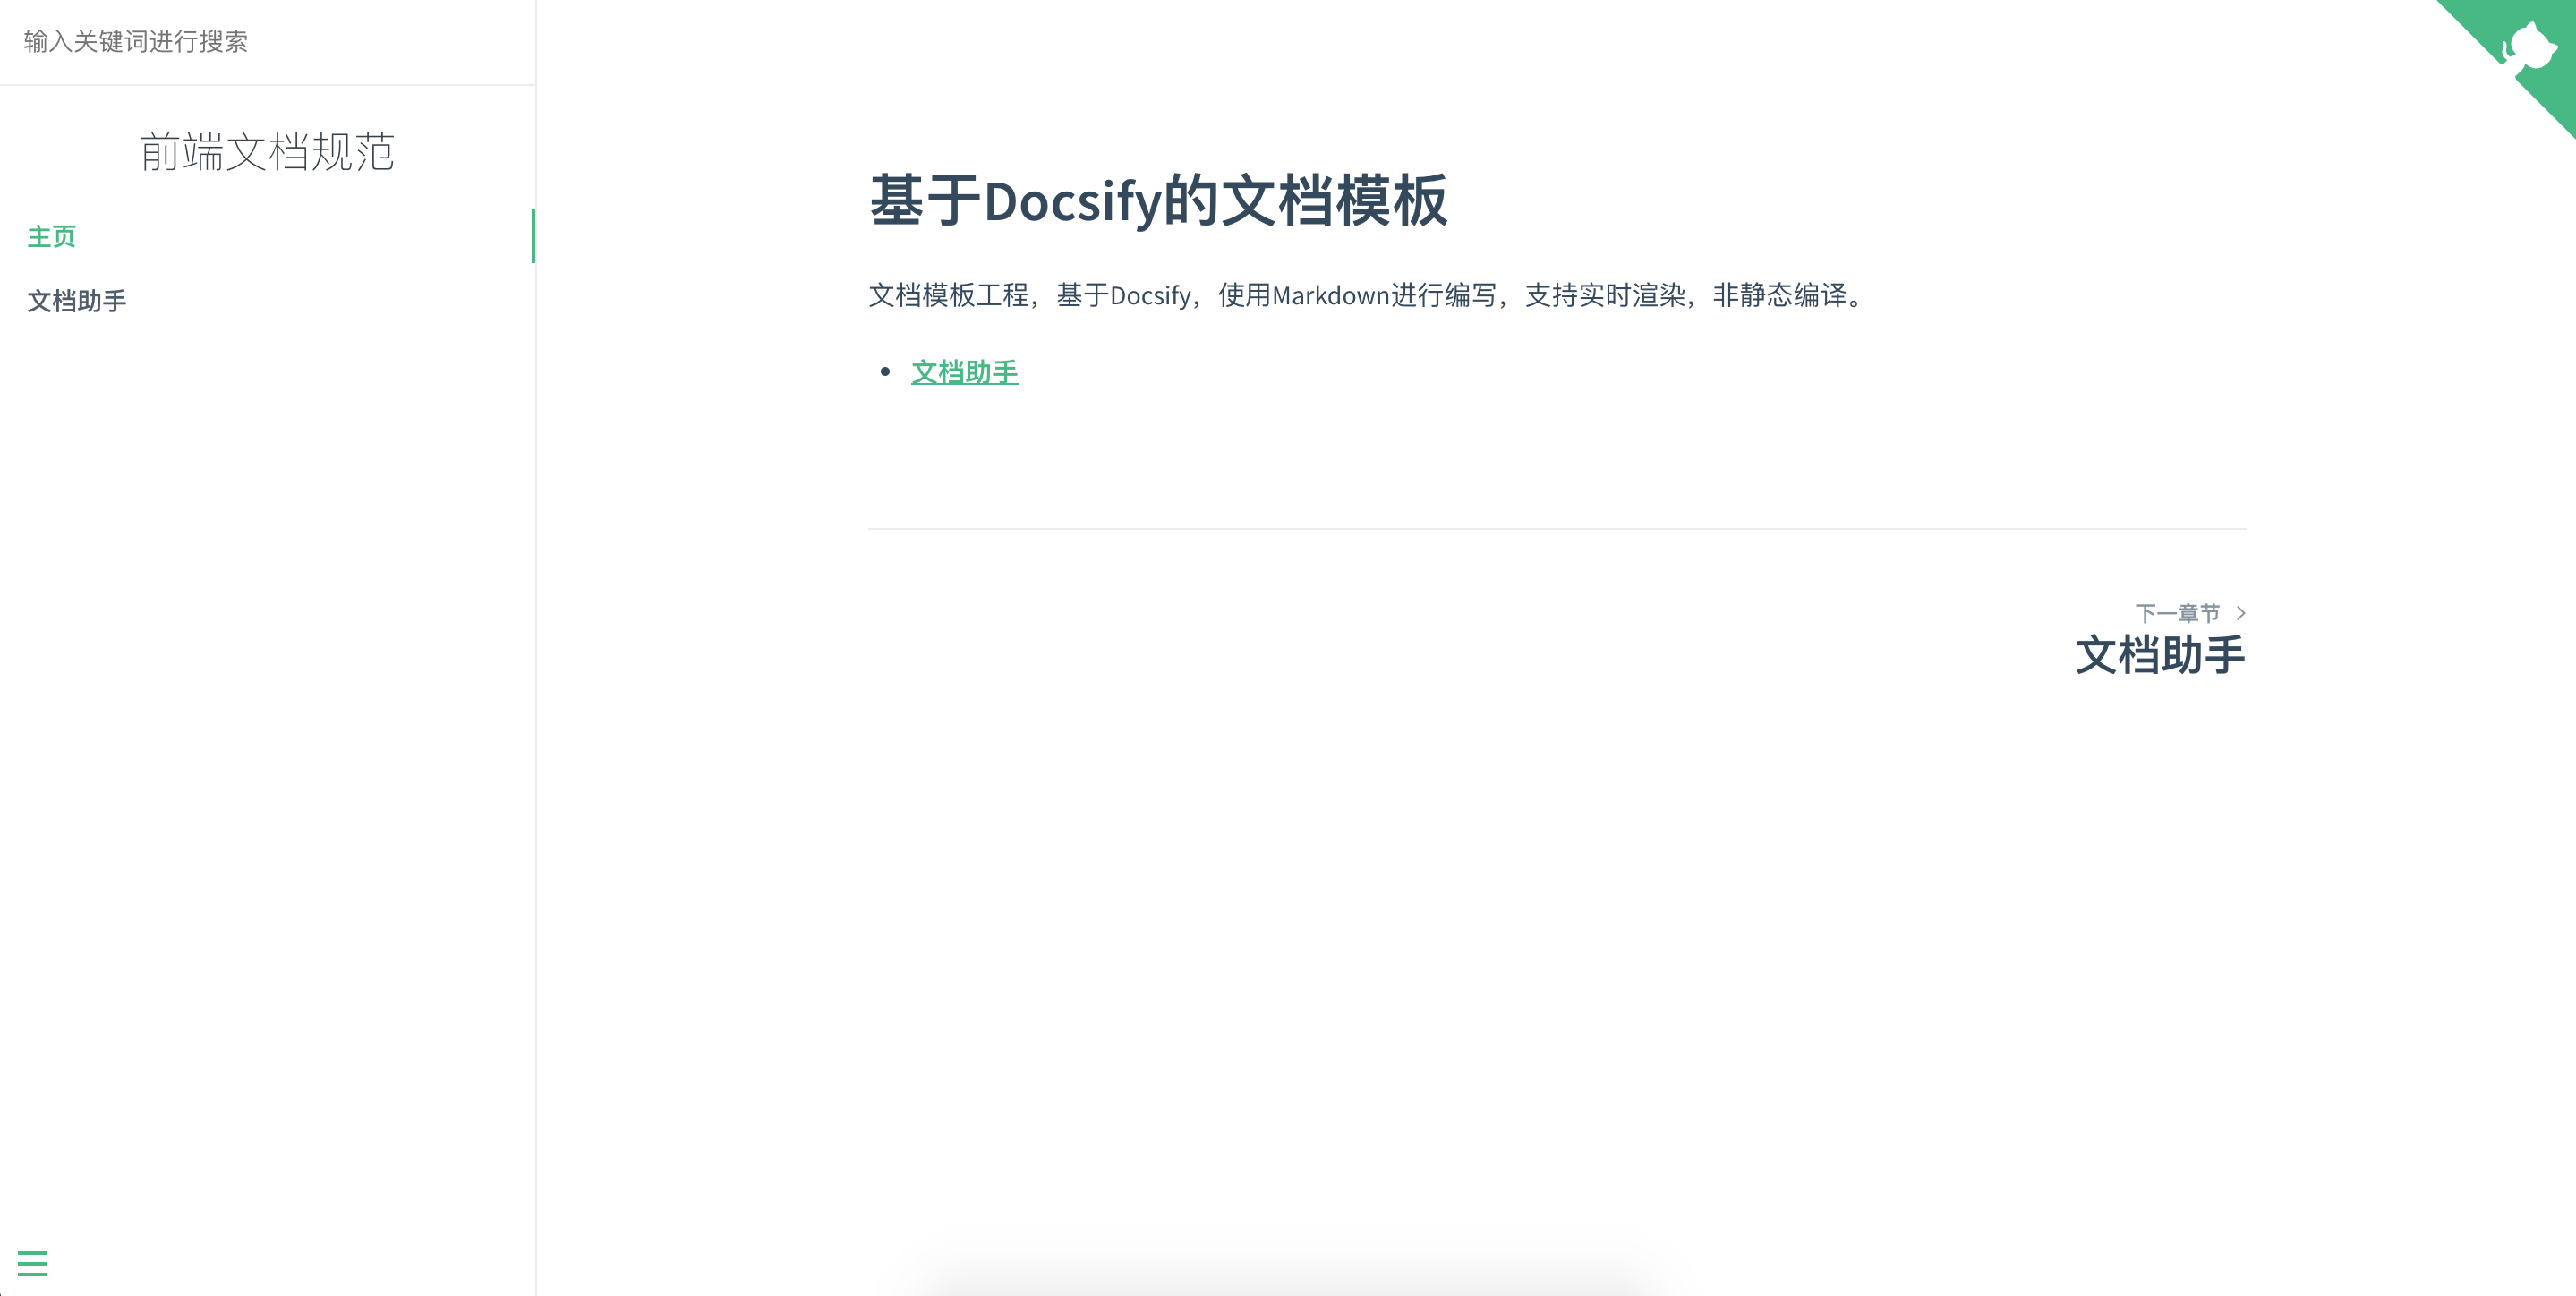 输入关键词进行搜索
前端文档规范
主页
文档助手
基于Docsify的文档模板
文档模板工程，基于Docsify，使用Markdown进行编写，支持实时渲染，非静态编译。
文档助手
下一章节
文档助手